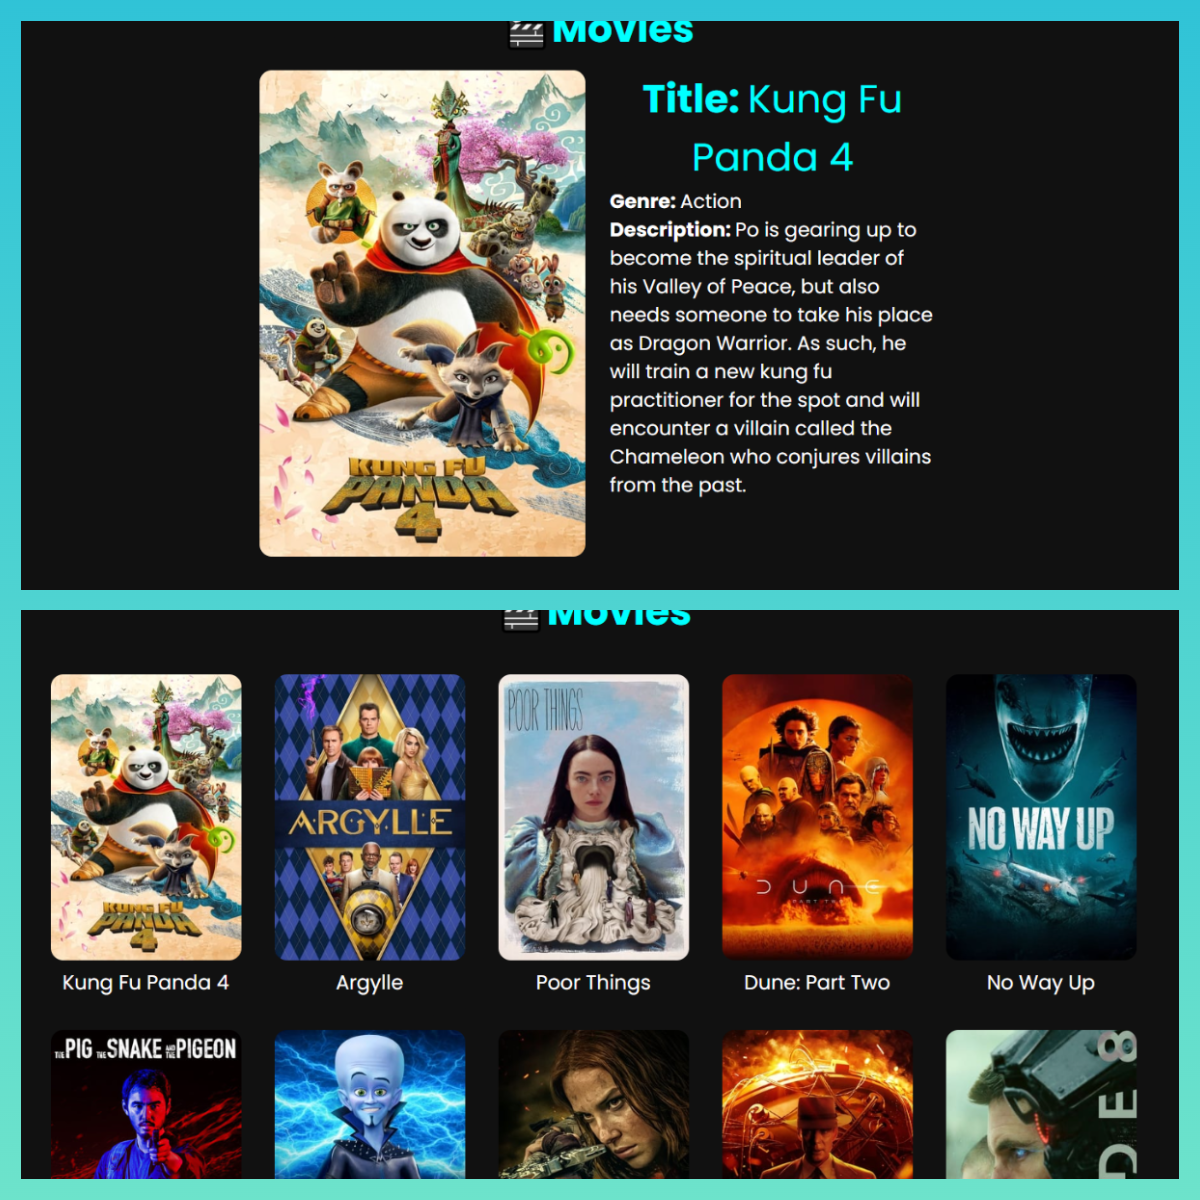 Movies
Title: Kung Fu
Panda 4
Genre: Action
Description: Po is gearing up to
become the spiritual leader of
his Valley of Peace, but also
needs someone to take his place
as Dragon Warrior. As such, he
will train a new kung fu
practitioner for the spot and will
encounter a villain called the
Chameleon who conjures villains
from the past.
KUNG FU
PANDA
4
Movies
KUNG FU
PANDA
4
ARGYLLE
POOR THINGS
DUNE
PART TWO
NO WAY UP
Kung Fu Panda 4
Argylle
Poor Things
Dune: Part Two
No Way Up
THE PIG THE SNAKE AND THE PIGEON
DE 8